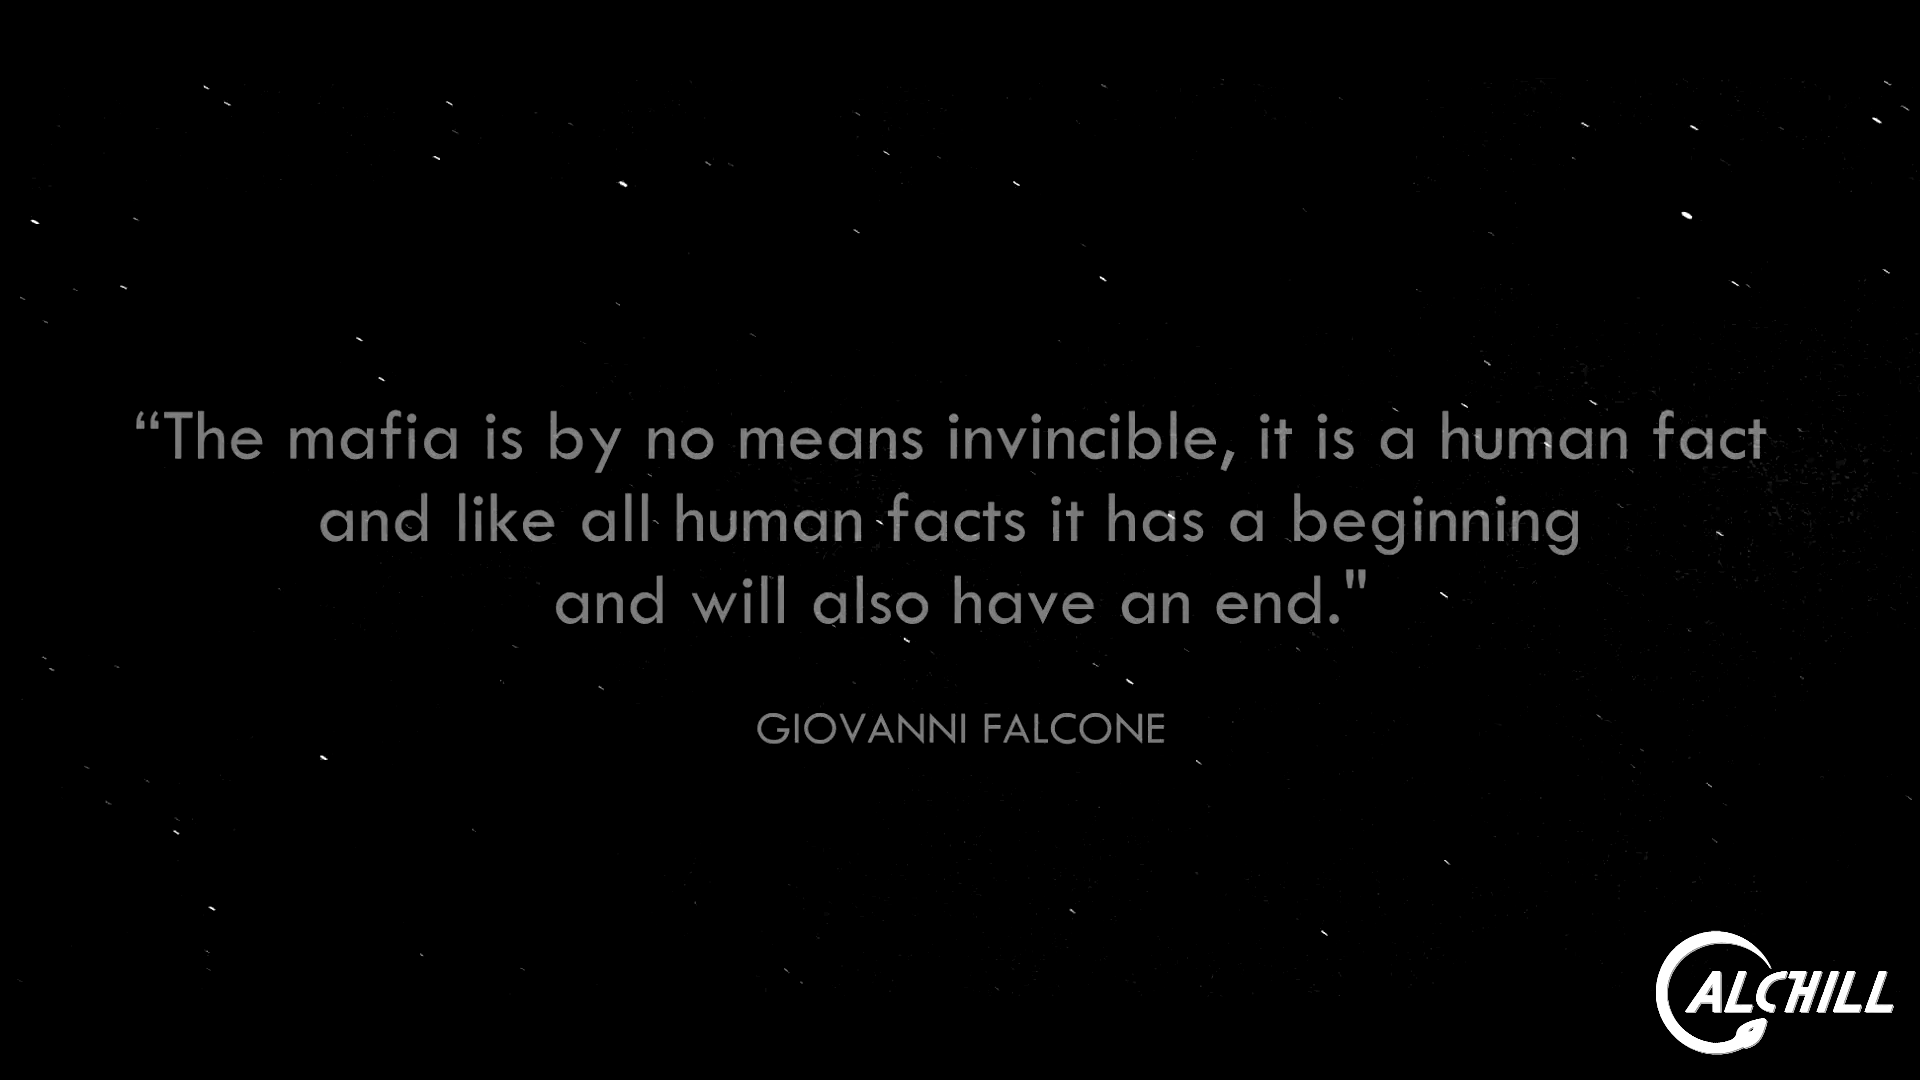 “The mafia is by no means invincible, it is a human fact
and like all human facts it has a beginning
and will also have an end."
GIOVANNI FALCONE
ALCHILL